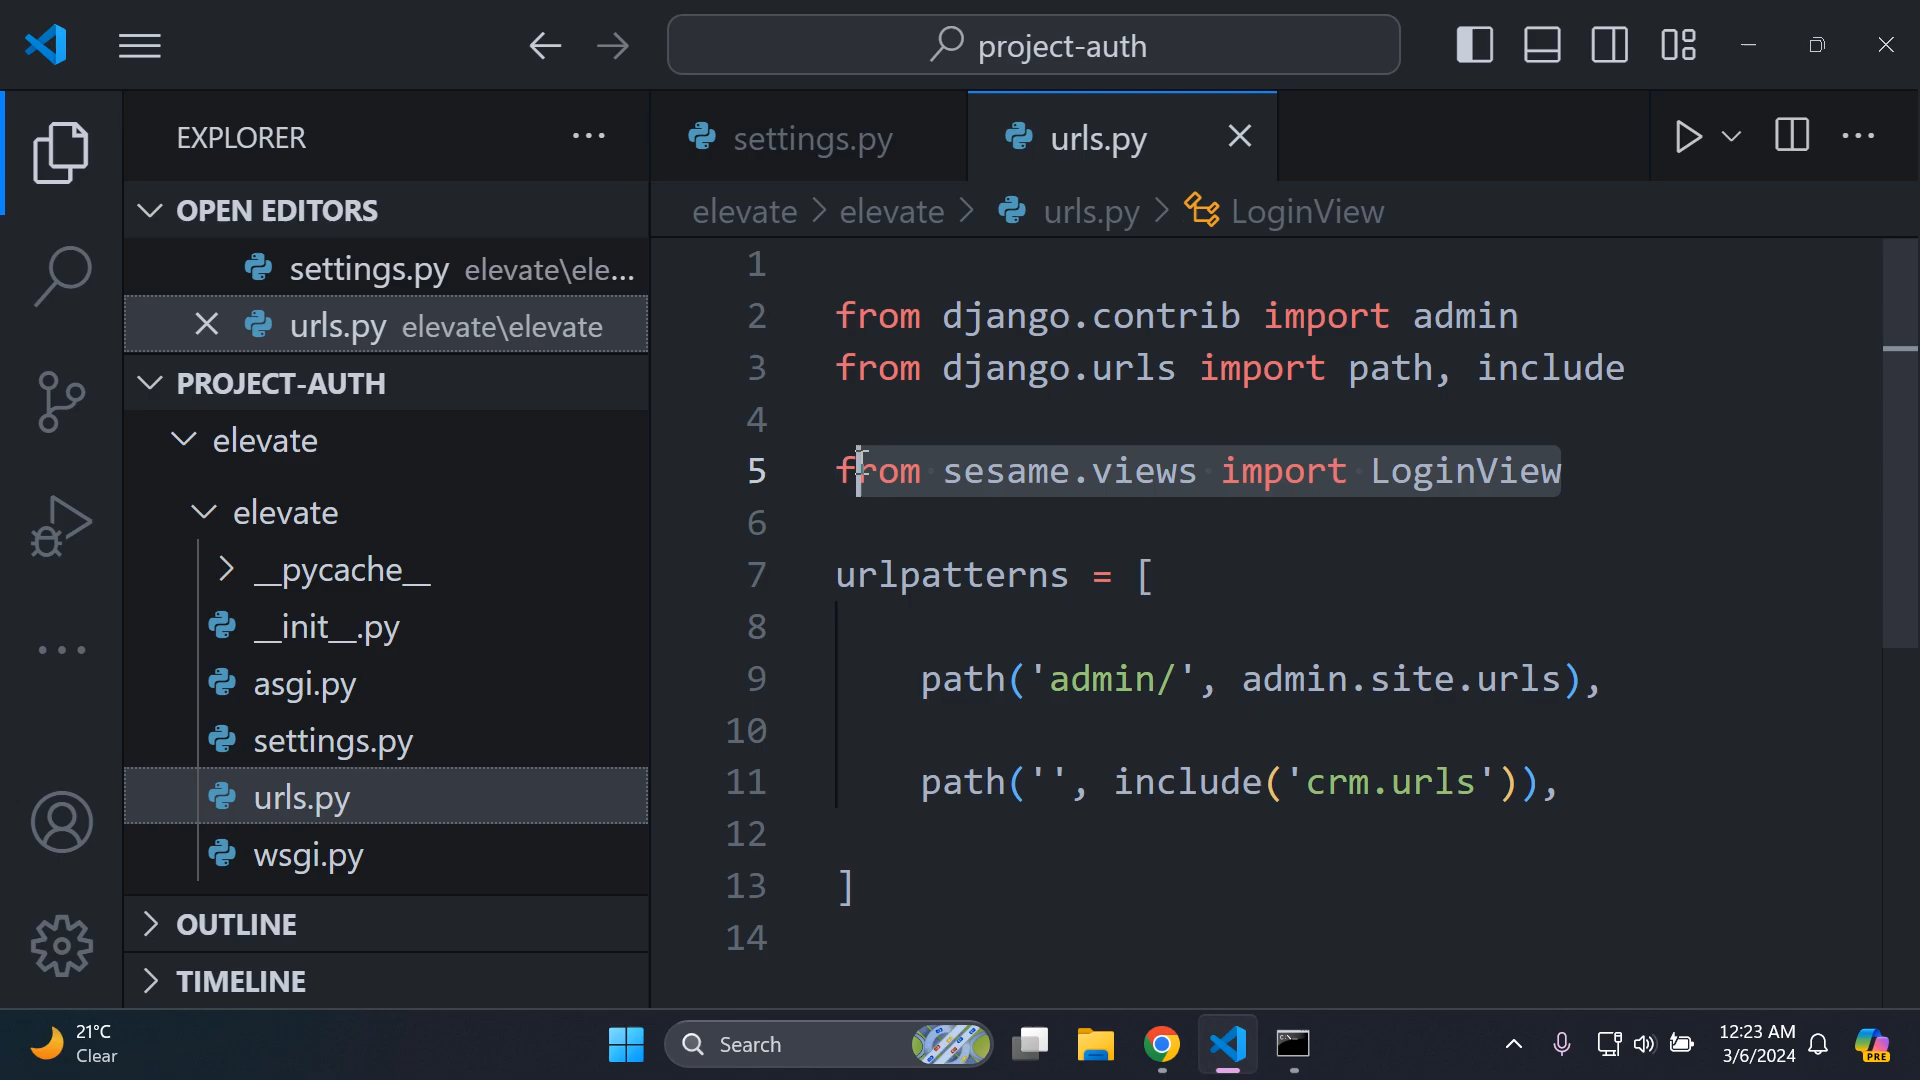 project-auth
EXPLORER
settings.py
urls.py
OPEN EDITORS
elevate > elevate > urls.py > LoginView
settings.py elevate\ele...
urls.py elevate\elevate
PROJECT-AUTH
elevate
elevate
__pycache__
__init__.py
asgi.py
settings.py
urls.py
wsgi.py
OUTLINE
TIMELINE
1
2 from django.contrib import admin
3 from django.urls import path, include
4
5 from sesame.views import LoginView
6
7 urlpatterns = [
8
9 path('admin/', admin.site.urls),
10
11 path('', include('crm.urls')),
12
13 ]
14
21°C
Clear
Search
12:23 AM
3/6/2024
PRE